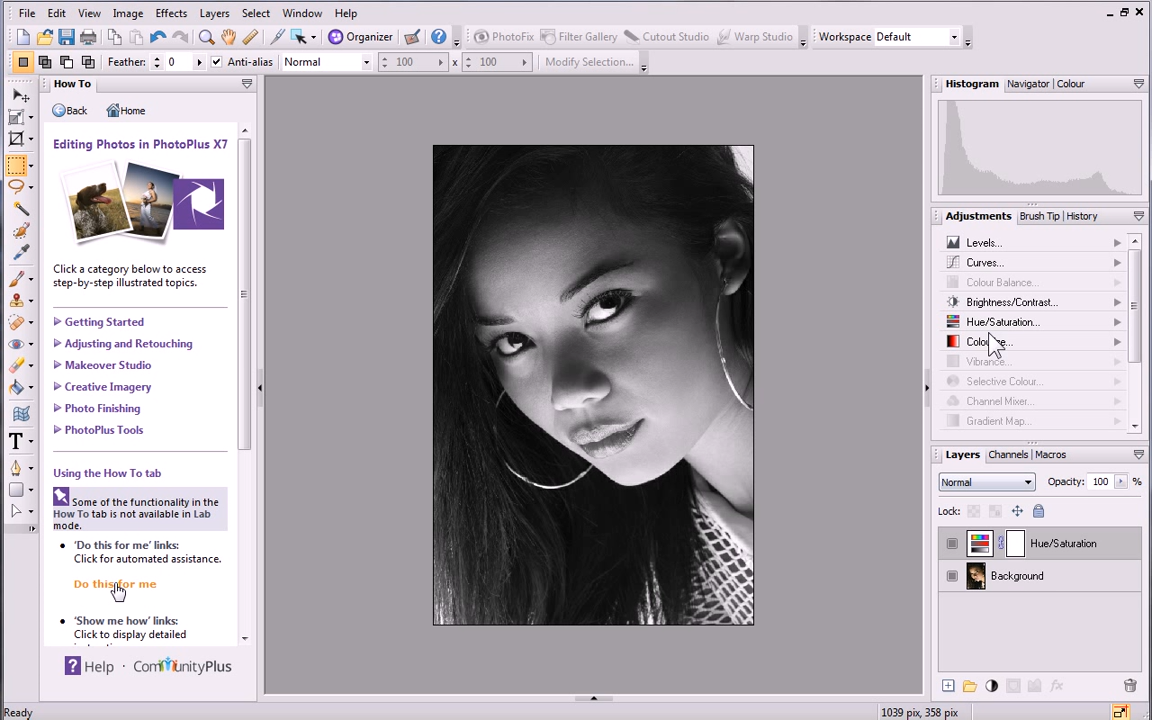 File Edit View Image Effects Layers Select Window Help
Organizer PhotoFix Filter Gallery Cutout Studio Warp Studio Workspace Default
Feather: 0 Anti-alias Normal 100 x 100 Modify Selection...
How To
Back Home
Editing Photos in PhotoPlus X7
Click a category below to access
step-by-step illustrated topics.
Getting Started
Adjusting and Retouching
Makeover Studio
Creative Imagery
Photo Finishing
PhotoPlus Tools
Using the How To tab
Some of the functionality in the
How To tab is not available in Lab
mode.
'Do this for me' links:
Click for automated assistance.
Do this for me
'Show me how' links:
Click to display detailed
Help · CommunityPlus
Histogram Navigator | Colour
Adjustments Brush Tip | History
Levels...
Curves...
Colour Balance...
Brightness/Contrast...
Hue/Saturation...
Vibrance...
Selective Colour...
Channel Mixer...
Gradient Map...
Layers Channels | Macros
Normal Opacity: 100 %
Lock:
Hue/Saturation
Background
Ready 1039 pix, 358 pix